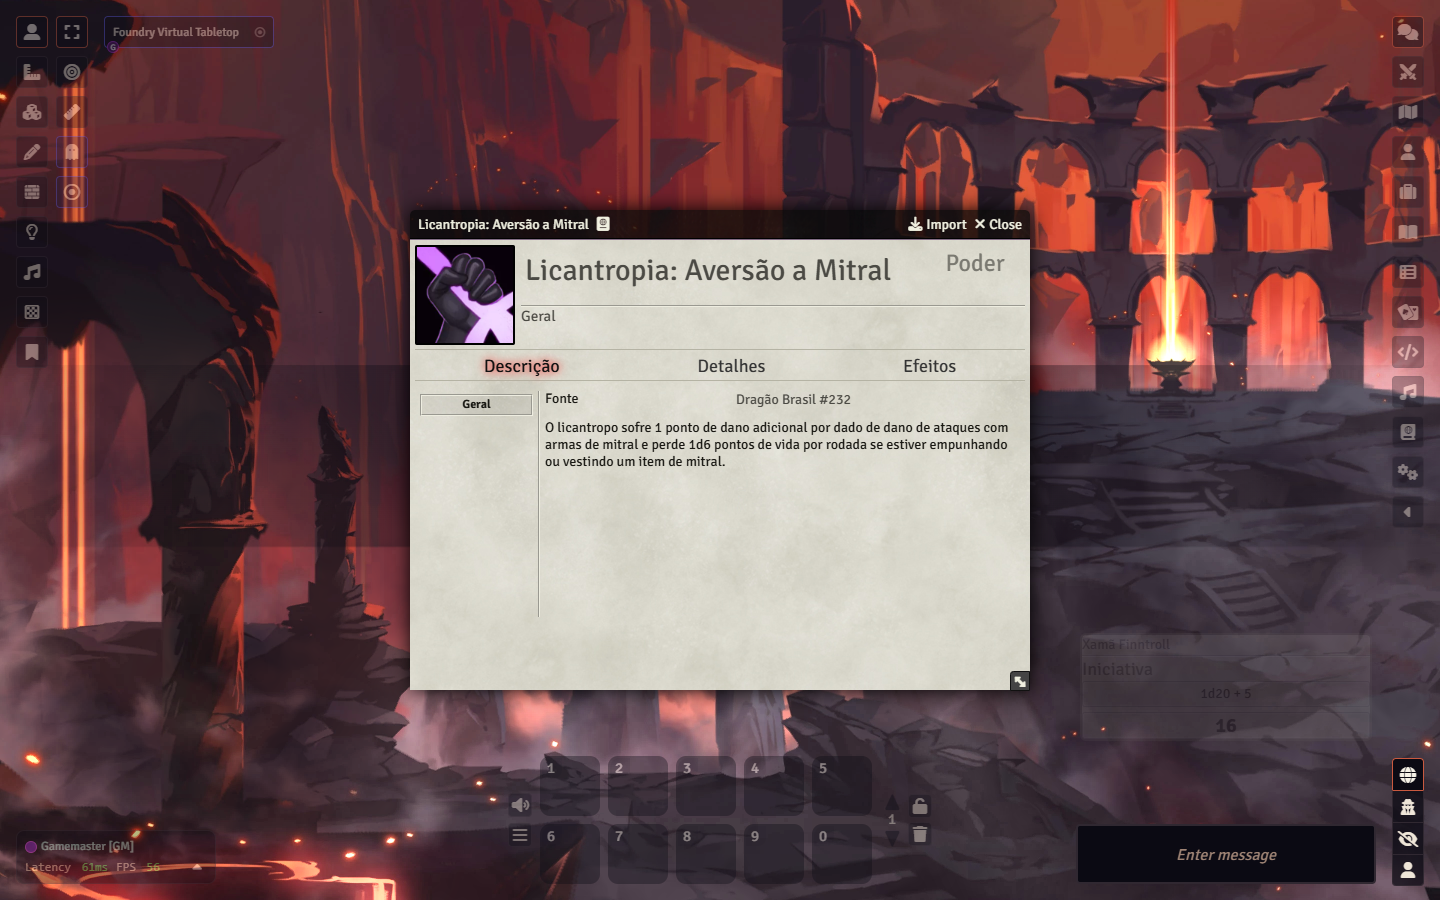 Foundry Virtual Tabletop
G
Licantropia: Aversão a Mitral
Import
Close
Licantropia: Aversão a Mitral
Poder
Geral
Descrição
Detalhes
Efeitos
Geral
Fonte
Dragão Brasil #232
O licantropo sofre 1 ponto de dano adicional por dado de dano de ataques com
armas de mitral e perde 1d6 pontos de vida por rodada se estiver empunhando
ou vestindo um item de mitral.
Xamã Finntroll
Iniciativa
1d20 + 5
16
1 2 3 4 5
1
6 7 8 9 0
Gamemaster [GM]
Latency 61ms FPS 56
Enter message